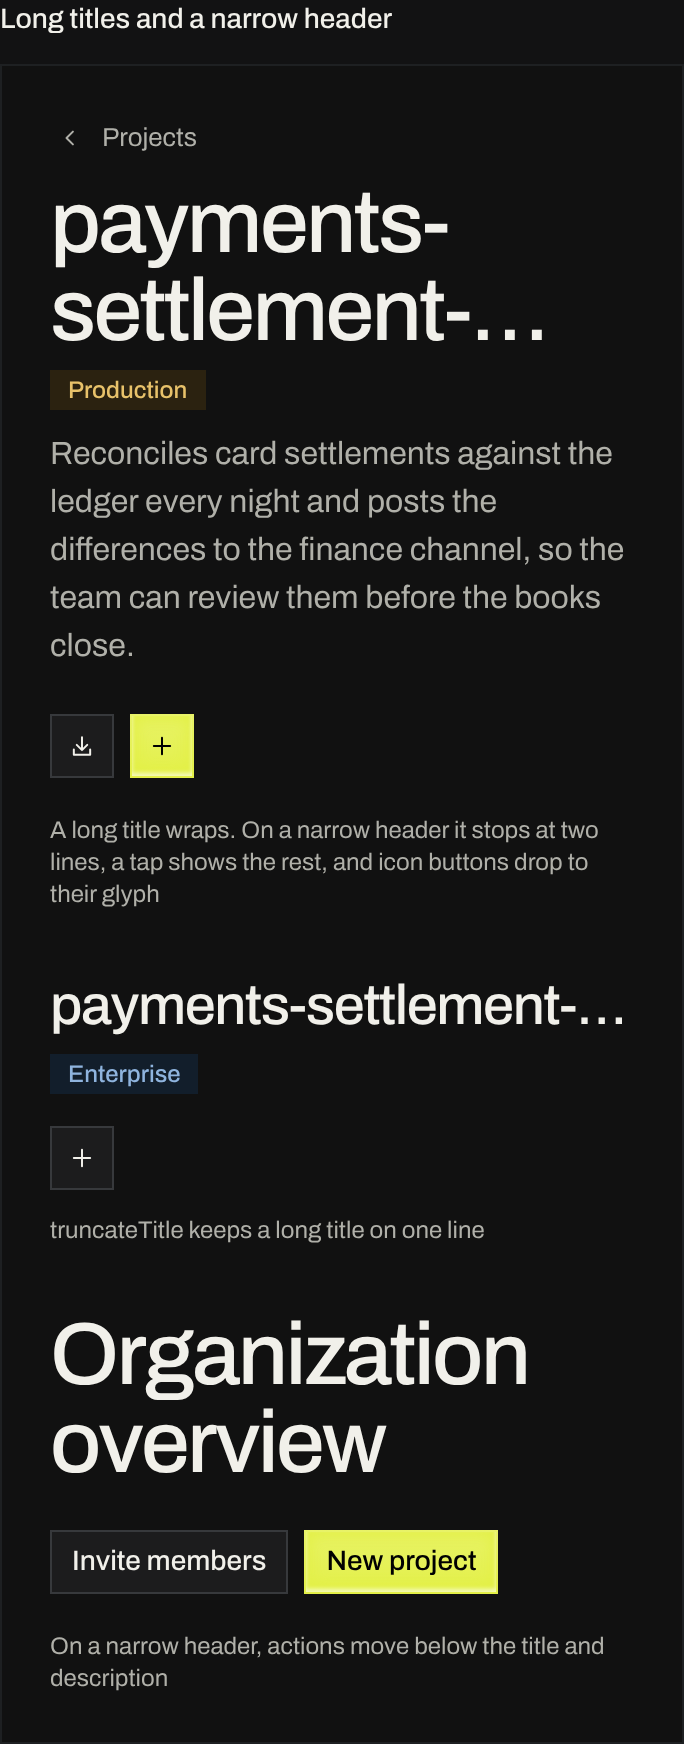 Long titles and a narrow header
Projects
payments-
settlement-…
Production
Reconciles card settlements against the
ledger every night and posts the
differences to the finance channel, so the
team can review them before the books
close.
A long title wraps. On a narrow header it stops at two
lines, a tap shows the rest, and icon buttons drop to
their glyph
payments-settlement-…
Enterprise
truncateTitle keeps a long title on one line
Organization
overview
Invite members
New project
On a narrow header, actions move below the title and
description